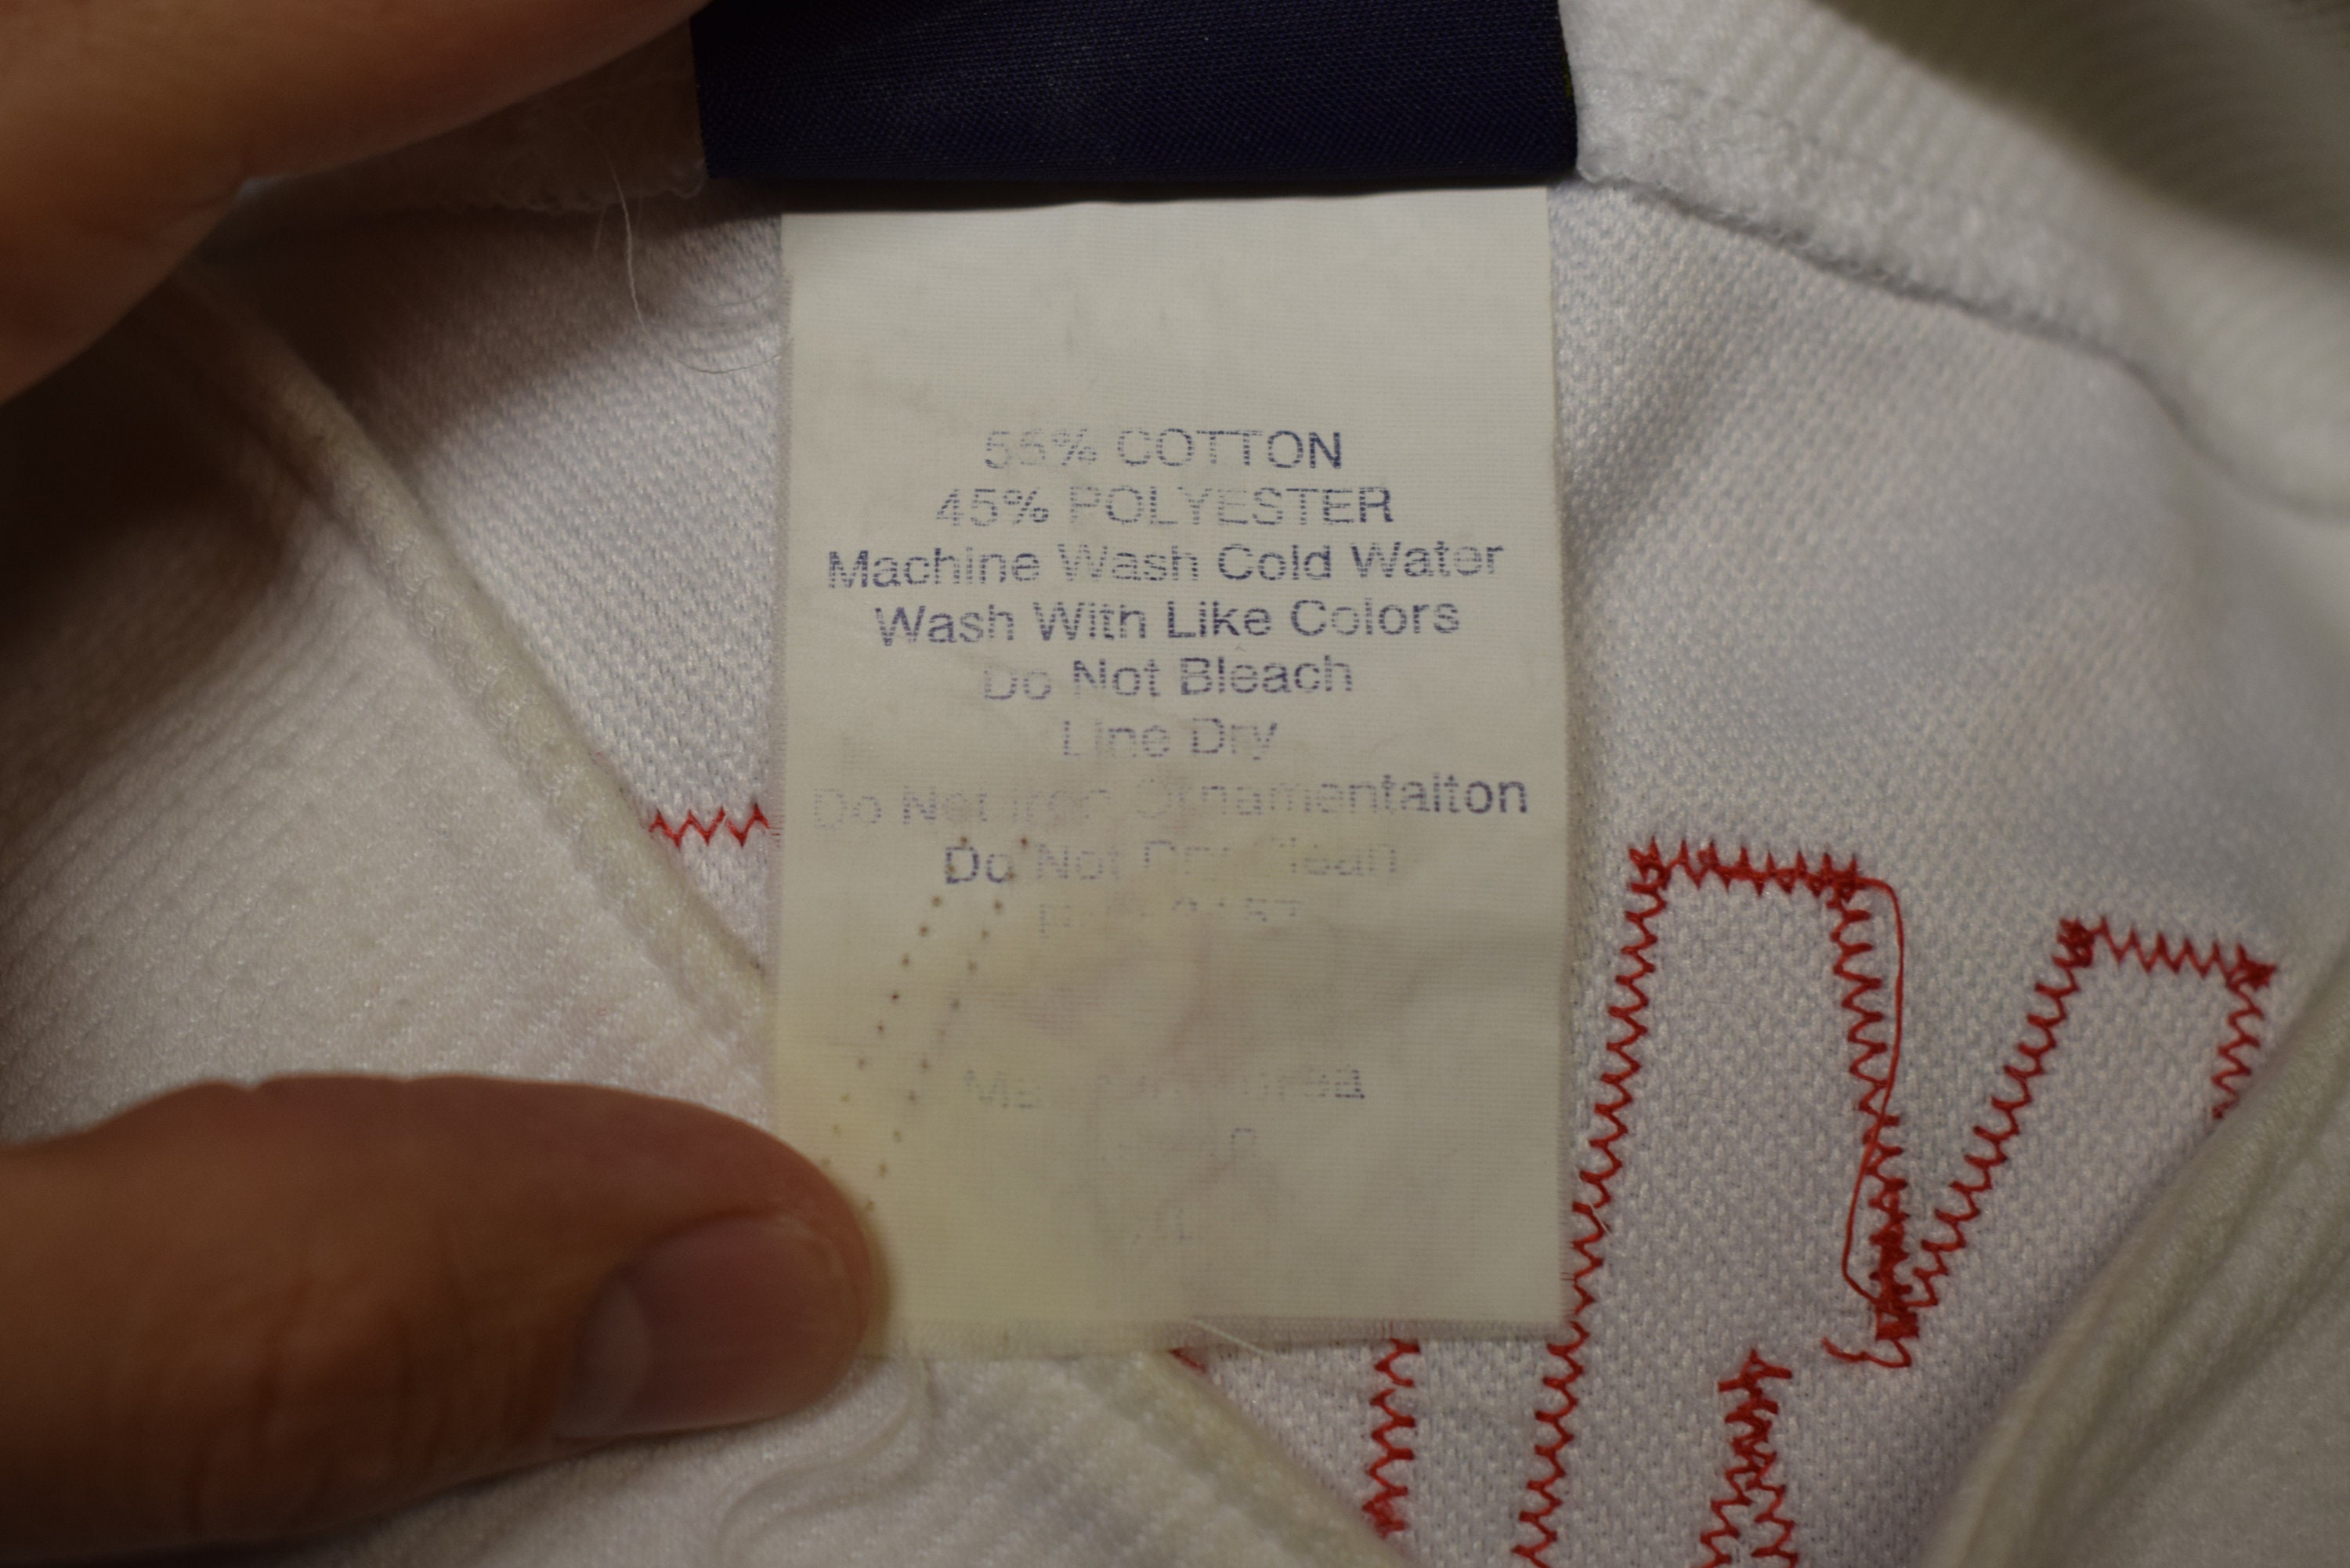 55% COTTON
45% POLYESTER
Machine Wash Cold Water
Wash With Like Colors
Do Not Bleach
Line Dry
Do Not Iron Ornamentaiton
Do Not Dry Clean